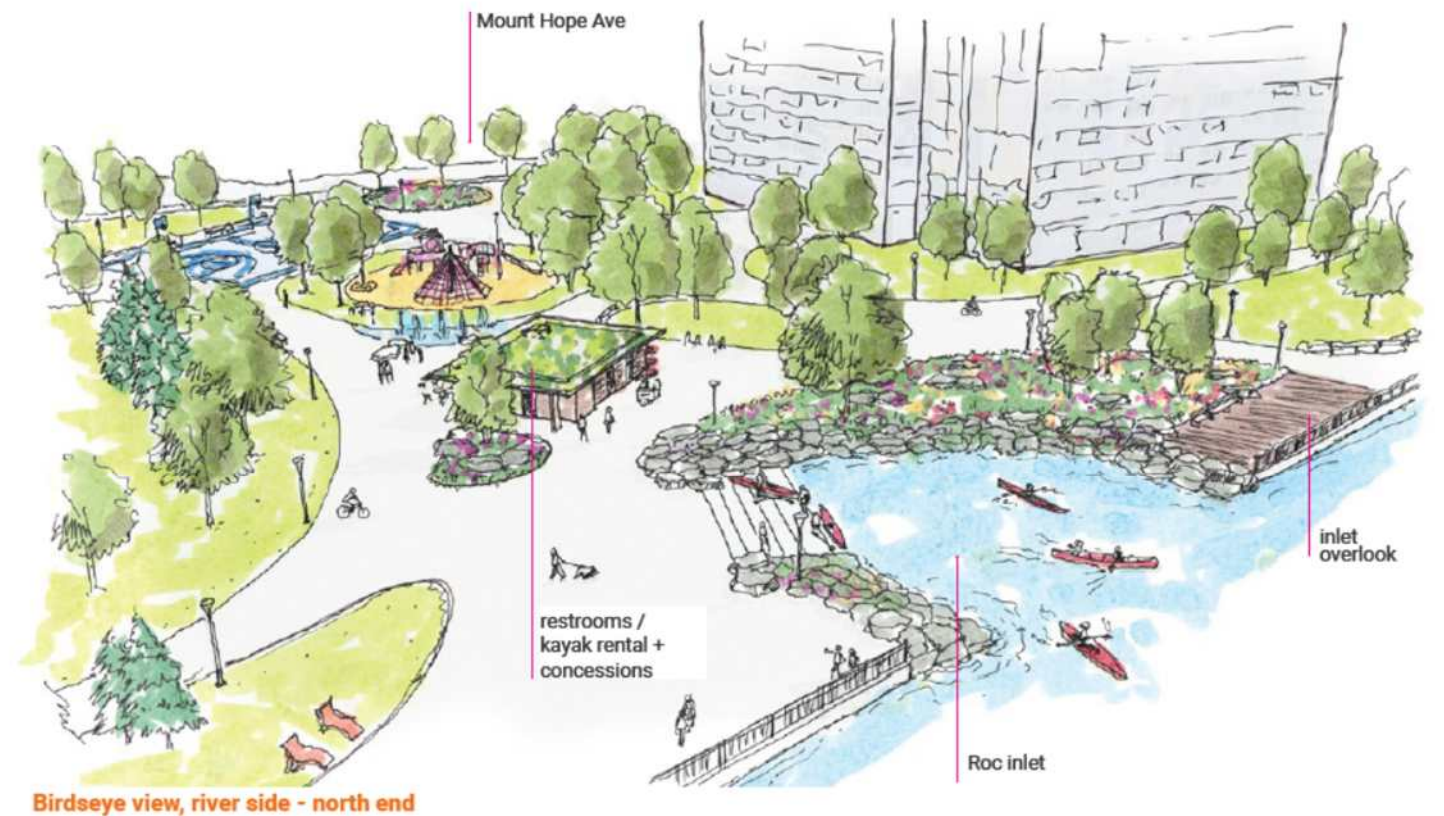 Mount Hope Ave
inlet
overlook
restrooms /
kayak rental +
concessions
Roc inlet
Birdseye view, river side - north end